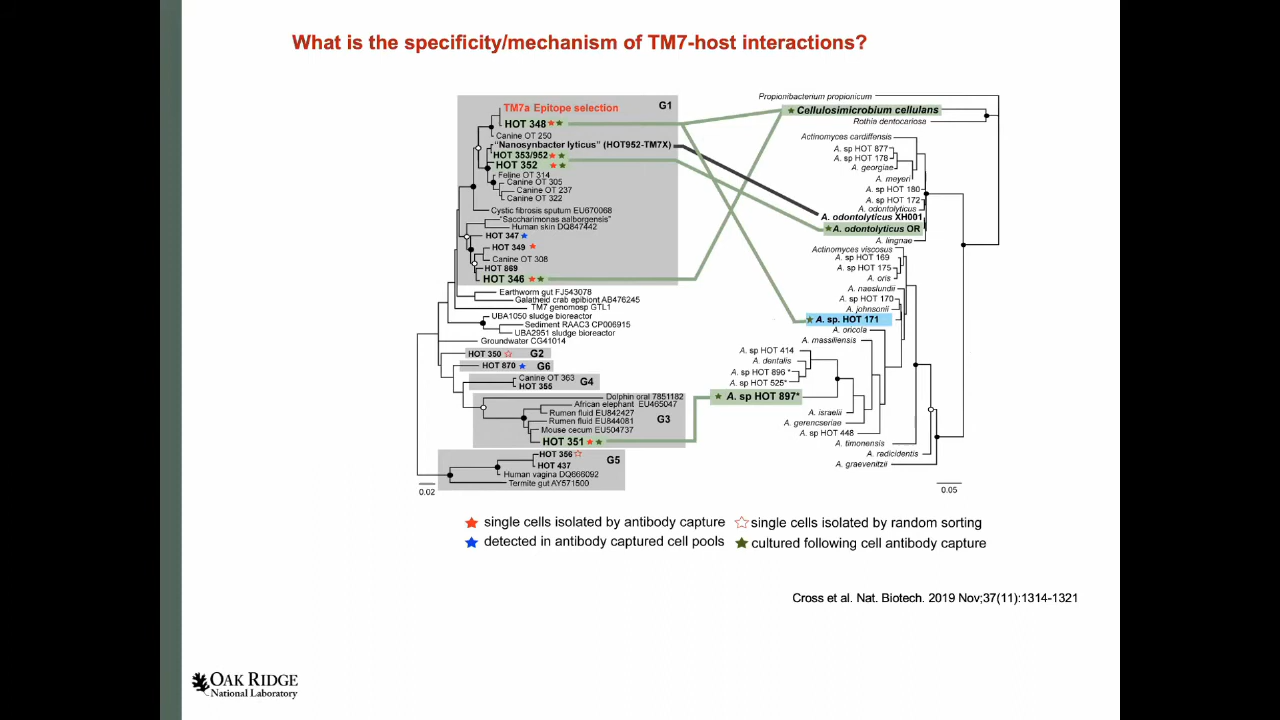 What is the specificity/mechanism of TM7-host interactions?
TM7a Epitope selection
G1
HOT 348
Canine OT 250
"Nanosynbacter lyticus" (HOT952-TM7X)
HOT 353/952
HOT 352
Feline OT 314
Canine OT 305
Canine OT 237
Canine OT 322
Cystic fibrosis sputum EU670068
"Saccharimonas aalborgensis"
Human skin DQ847442
HOT 347
HOT 349
Canine OT 308
HOT 869
HOT 346
Earthworm gut FJ543078
Galatheid crab epibiont AB476245
TM7 genomosp GTL1
UBA1050 sludge bioreactor
Sediment RAAC3 CP006915
UBA2951 sludge bioreactor
Groundwater CG41014
HOT 350 G2
HOT 870 G6
Canine OT 363
G4
HOT 355
Dolphin oral 7851182
African elephant EU465047
Rumen fluid EU842427
G3
Rumen fluid EU844081
Mouse cecum EU504737
HOT 351
HOT 356
G5
HOT 437
Human vagina DQ666092
Termite gut AY571500
0.02
Propionibacterium propionicum
Cellulosimicrobium cellulans
Rothia dentocariosa
Actinomyces cardiffensis
A. sp HOT 877
A. sp HOT 178
A. georgiae
A. meyeri
A. sp HOT 180
A. sp HOT 172
A. odontolyticus
A. odontolyticus XH001
A. odontolyticus OR
A. lingnae
Actinomyces viscosus
A. sp HOT 169
A. sp HOT 175
A. oris
A. naeslundii
A. sp HOT 170
A. johnsonii
A. sp. HOT 171
A. oricola
A. massiliensis
A. sp HOT 414
A. dentalis
A. sp HOT 896 *
A. sp HOT 525*
A. sp HOT 897*
A. israelii
A. gerencseriae
A. sp HOT 448
A. timonensis
A. radicidentis
A. graevenitzii
0.05
single cells isolated by antibody capture
single cells isolated by random sorting
detected in antibody captured cell pools
cultured following cell antibody capture
Cross et al. Nat. Biotech. 2019 Nov;37(11):1314-1321
OAK RIDGE
National Laboratory